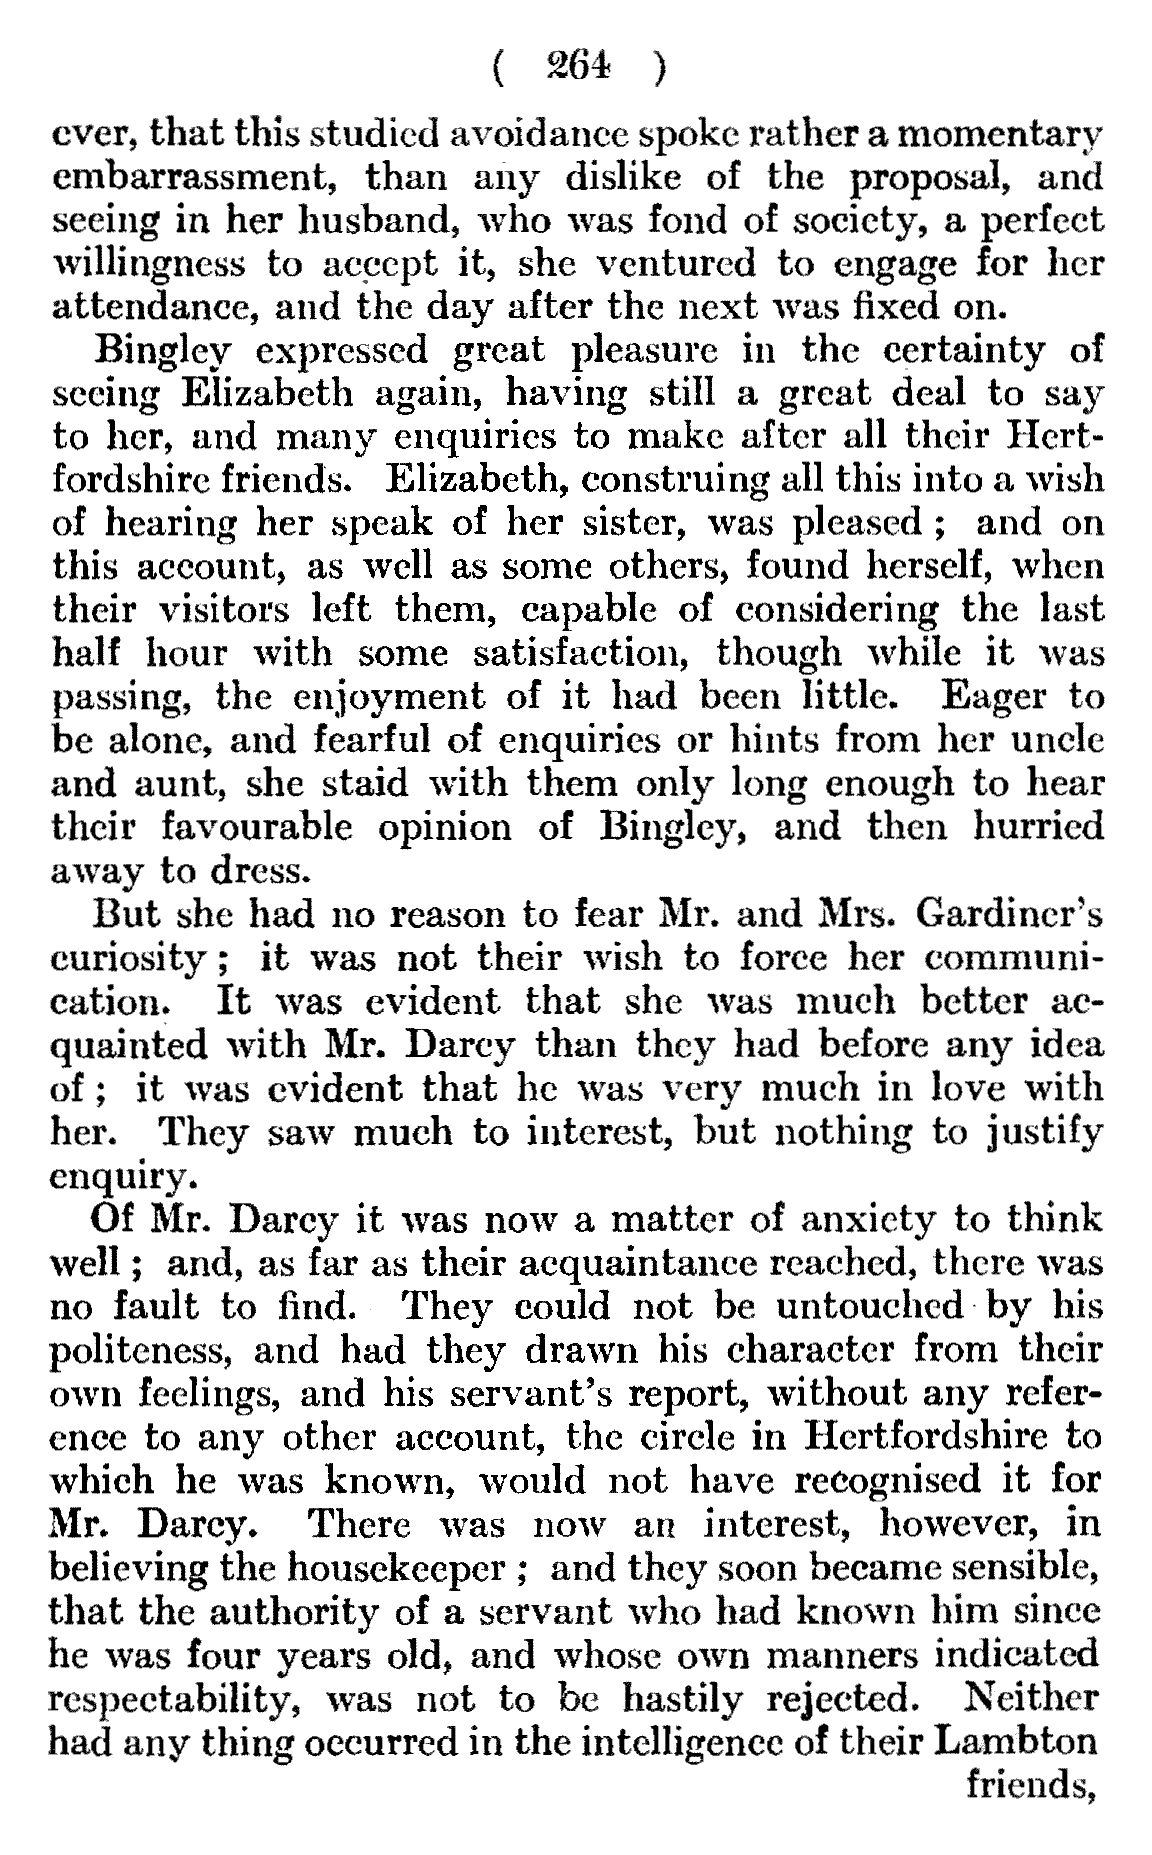 ( 264 )
ever, that this studied avoidance spoke rather a momentary
embarrassment, than any dislike of the proposal, and
seeing in her husband, who was fond of society, a perfect
willingness to accept it, she ventured to engage for her
attendance, and the day after the next was fixed on.
Bingley expressed great pleasure in the certainty of
seeing Elizabeth again, having still a great deal to say
to her, and many enquiries to make after all their Hert-
fordshire friends. Elizabeth, construing all this into a wish
of hearing her speak of her sister, was pleased ; and on
this account, as well as some others, found herself, when
their visitors left them, capable of considering the last
half hour with some satisfaction, though while it was
passing, the enjoyment of it had been little. Eager to
be alone, and fearful of enquiries or hints from her uncle
and aunt, she staid with them only long enough to hear
their favourable opinion of Bingley, and then hurried
away to dress.
But she had no reason to fear Mr. and Mrs. Gardiner's
curiosity ; it was not their wish to force her communi-
cation. It was evident that she was much better ac-
quainted with Mr. Darcy than they had before any idea
of ; it was evident that he was very much in love with
her. They saw much to interest, but nothing to justify
enquiry.
Of Mr. Darcy it was now a matter of anxiety to think
well ; and, as far as their acquaintance reached, there was
no fault to find. They could not be untouched by his
politeness, and had they drawn his character from their
own feelings, and his servant's report, without any refer-
ence to any other account, the circle in Hertfordshire to
which he was known, would not have recognised it for
Mr. Darcy. There was now an interest, however, in
believing the housekeeper ; and they soon became sensible,
that the authority of a servant who had known him since
he was four years old, and whose own manners indicated
respectability, was not to be hastily rejected. Neither
had any thing occurred in the intelligence of their Lambton
friends,